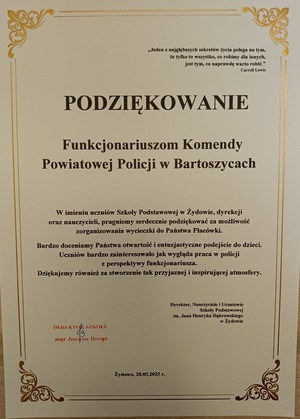 „Jeden z najgłębszych sekretów życia polega na tym,
że tylko to wszystko, co robimy dla innych,
jest tym, co naprawdę warto robić.”
Carroll Lewis
PODZIĘKOWANIE
Funkcjonariuszom Komendy
Powiatowej Policji w Bartoszycach
W imieniu uczniów Szkoły Podstawowej w Żydowie, dyrekcji
oraz nauczycieli, pragniemy serdecznie podziękować za możliwość
zorganizowania wycieczki do Państwa Placówki.
Bardzo doceniamy Państwa otwartość i entuzjastyczne podejście do dzieci.
Uczniów bardzo zainteresowało jak wygląda praca w policji
z perspektywy funkcjonariusza.
Dziękujemy również za stworzenie tak przyjaznej i inspirującej atmosfery.
Dyrektor, Nauczyciele i Uczniowie
Szkoły Podstawowej
im. Jana Henryka Dąbrowskiego
w Żydowie
DYREKTOR SZKOŁY
mgr
Żydowo, 28.05.2025 r.